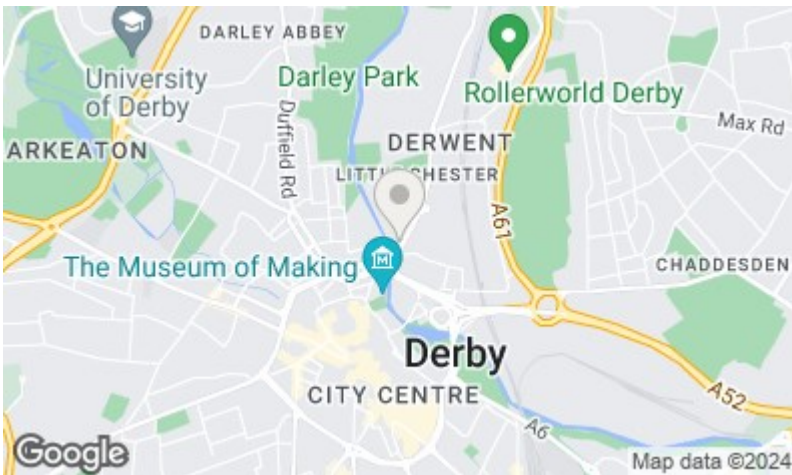 DARLEY ABBEY
University
of Derby
Darley Park
Rollerworld Derby
Duffield Rd
Max Rd
DERWENT
ARKEATON
CHESTER
A61
The Museum of Making
M
CHADDESDEN
Derby
CITY CENTRE
A52
A6
Google
Map data ©2024